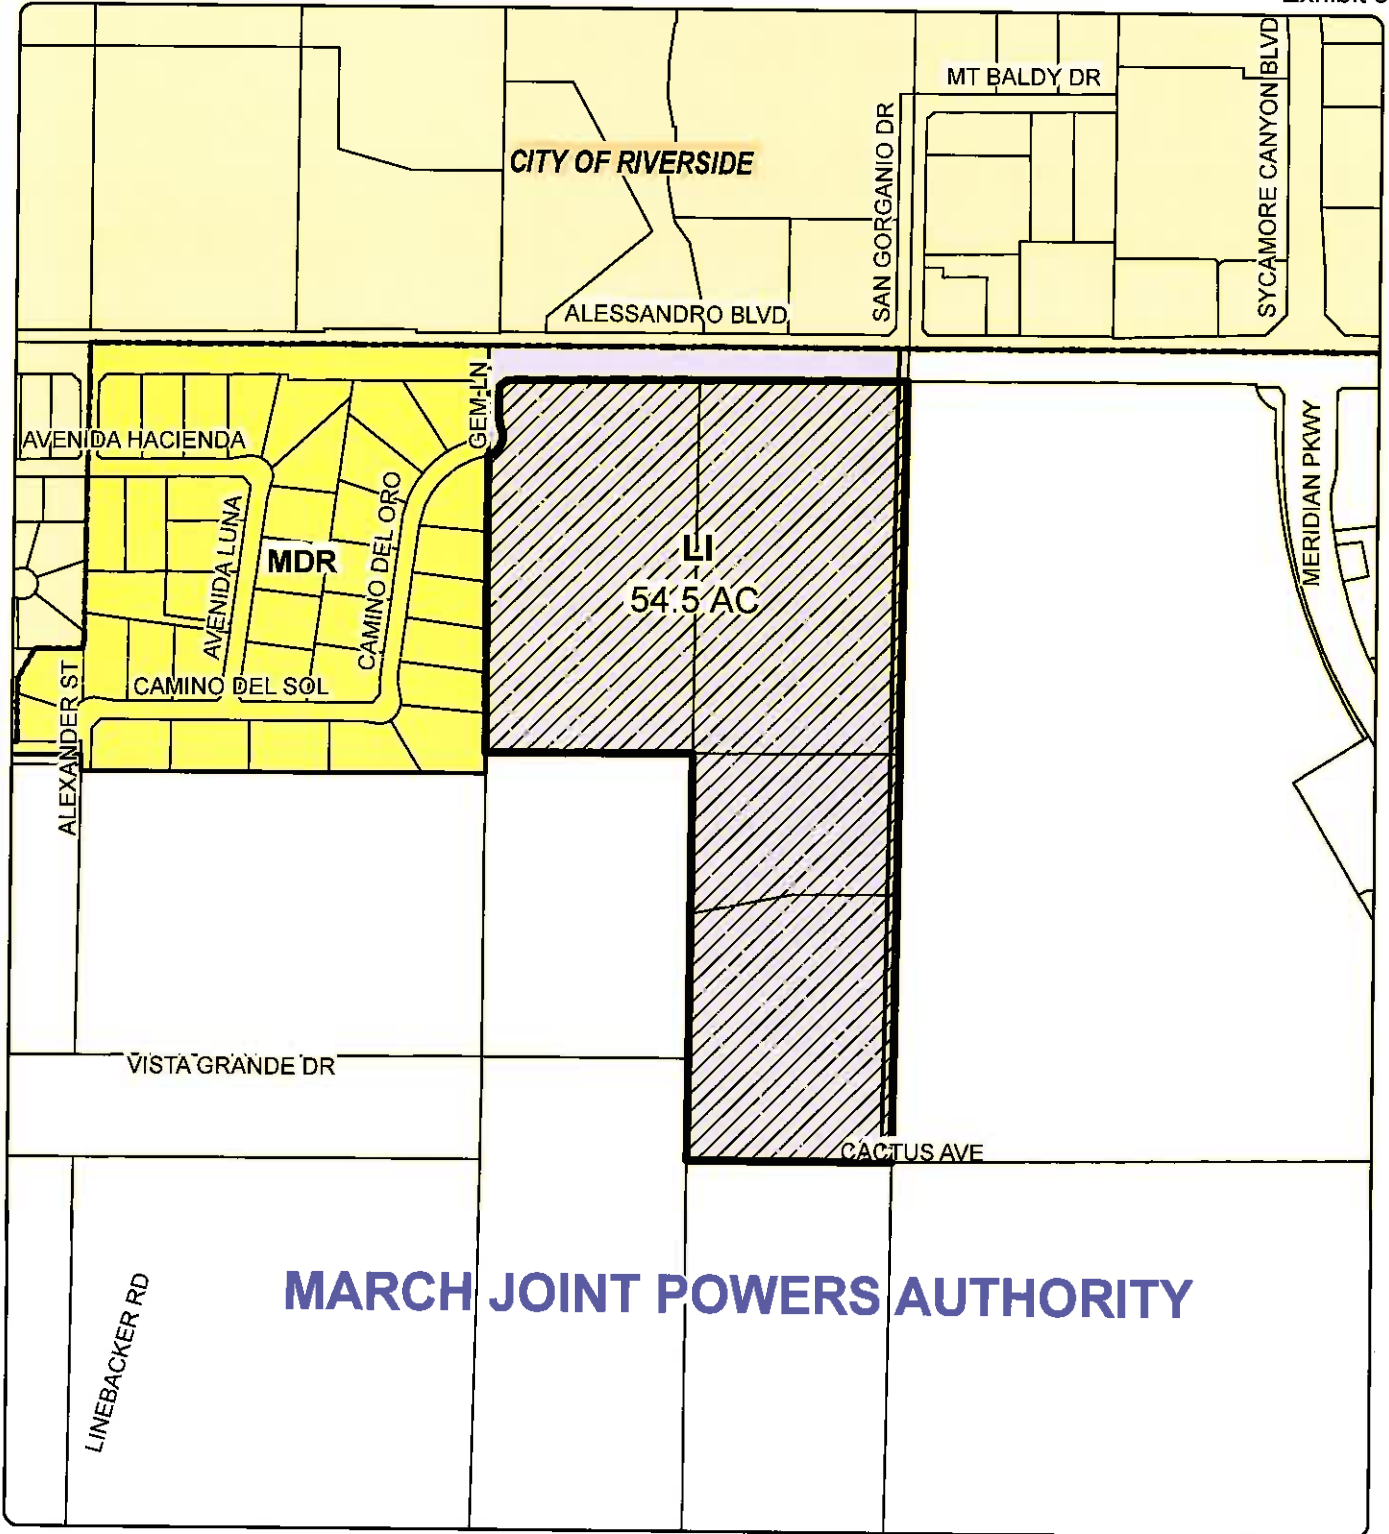 MT BALDY DR
SYCAMORE CANYON BLVD
CITY OF RIVERSIDE
SAN GORGANIO DR
ALESSANDRO BLVD
GEM LN
AVENIDA HACIENDA
MERIDIAN PKWY
AVENIDA LUNA
MDR
CAMINO DEL ORO
LI
54.5 AC
CAMINO DEL SOL
ALEXANDER ST
VISTA GRANDE DR
CACTUS AVE
MARCH JOINT POWERS AUTHORITY
LINEBACKER RD